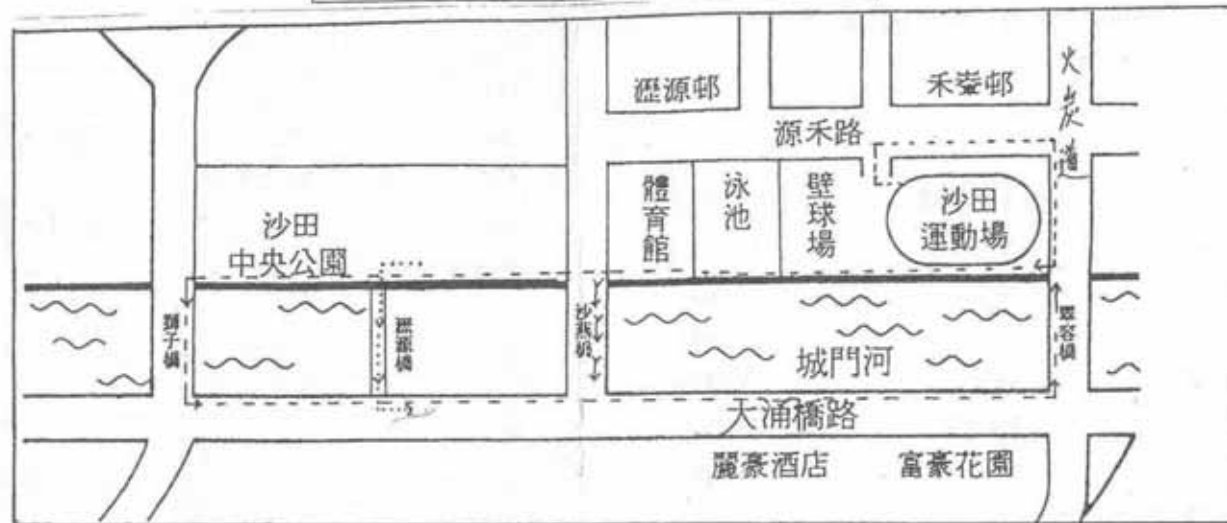 瀝源邨
禾輋邨
火炭道
源禾路
體育館
泳池
壁球場
沙田
運動場
沙田
中央公園
獅子橋
瀝源橋
沙燕橋
翠容橋
城門河
大涌橋路
麗豪酒店
富豪花園